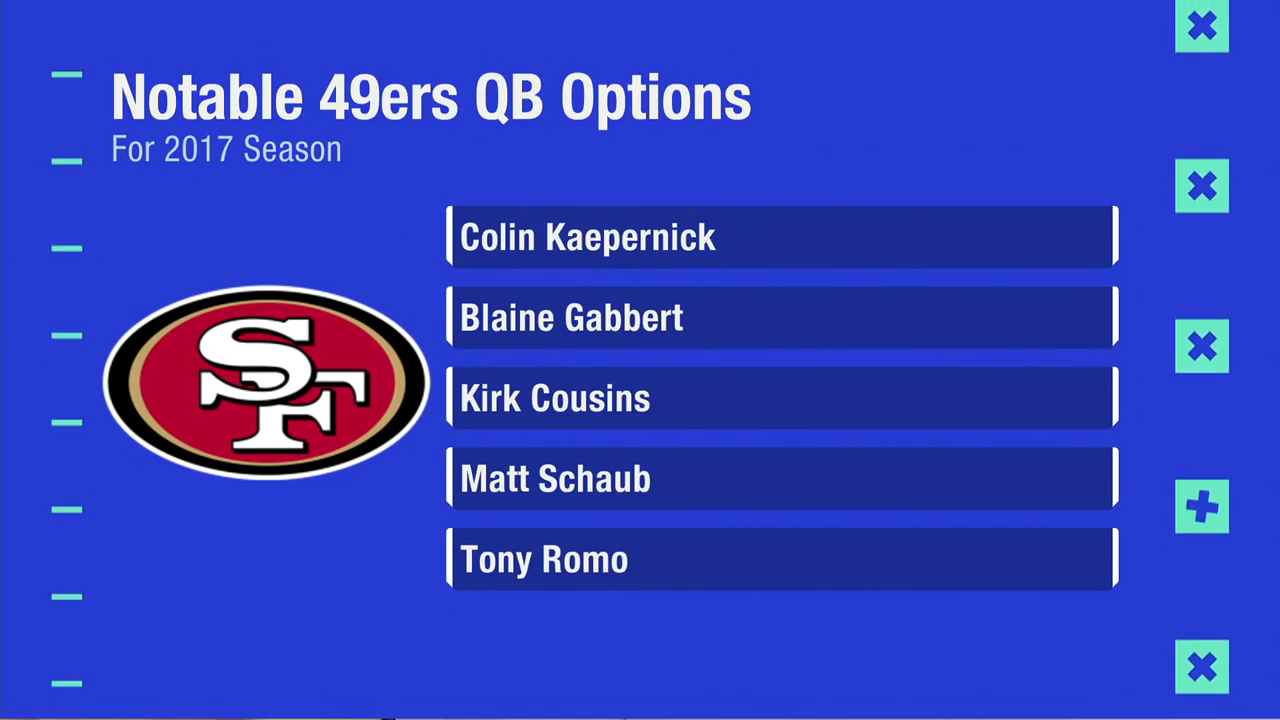 Notable 49ers QB Options
For 2017 Season
Colin Kaepernick
Blaine Gabbert
SF
Kirk Cousins
Matt Schaub
Tony Romo